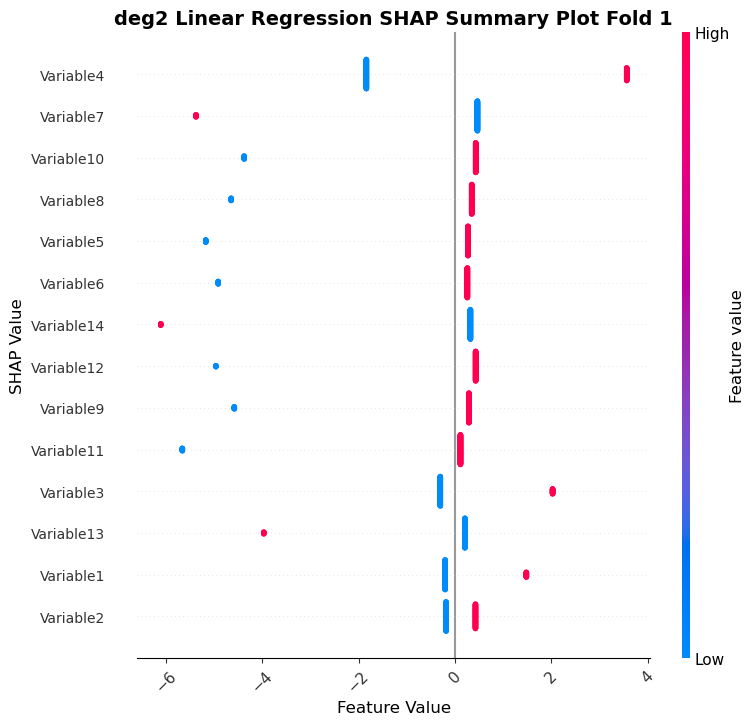 deg2 Linear Regression SHAP Summary Plot Fold 1
High
Variable4
Variable7
Variable10
Variable8
Variable5
Variable6
Variable14
Variable12
Variable9
Variable11
Variable3
Variable13
Variable1
Variable2
SHAP Value
Feature value
Low
−6
−4
−2
0
2
4
Feature Value